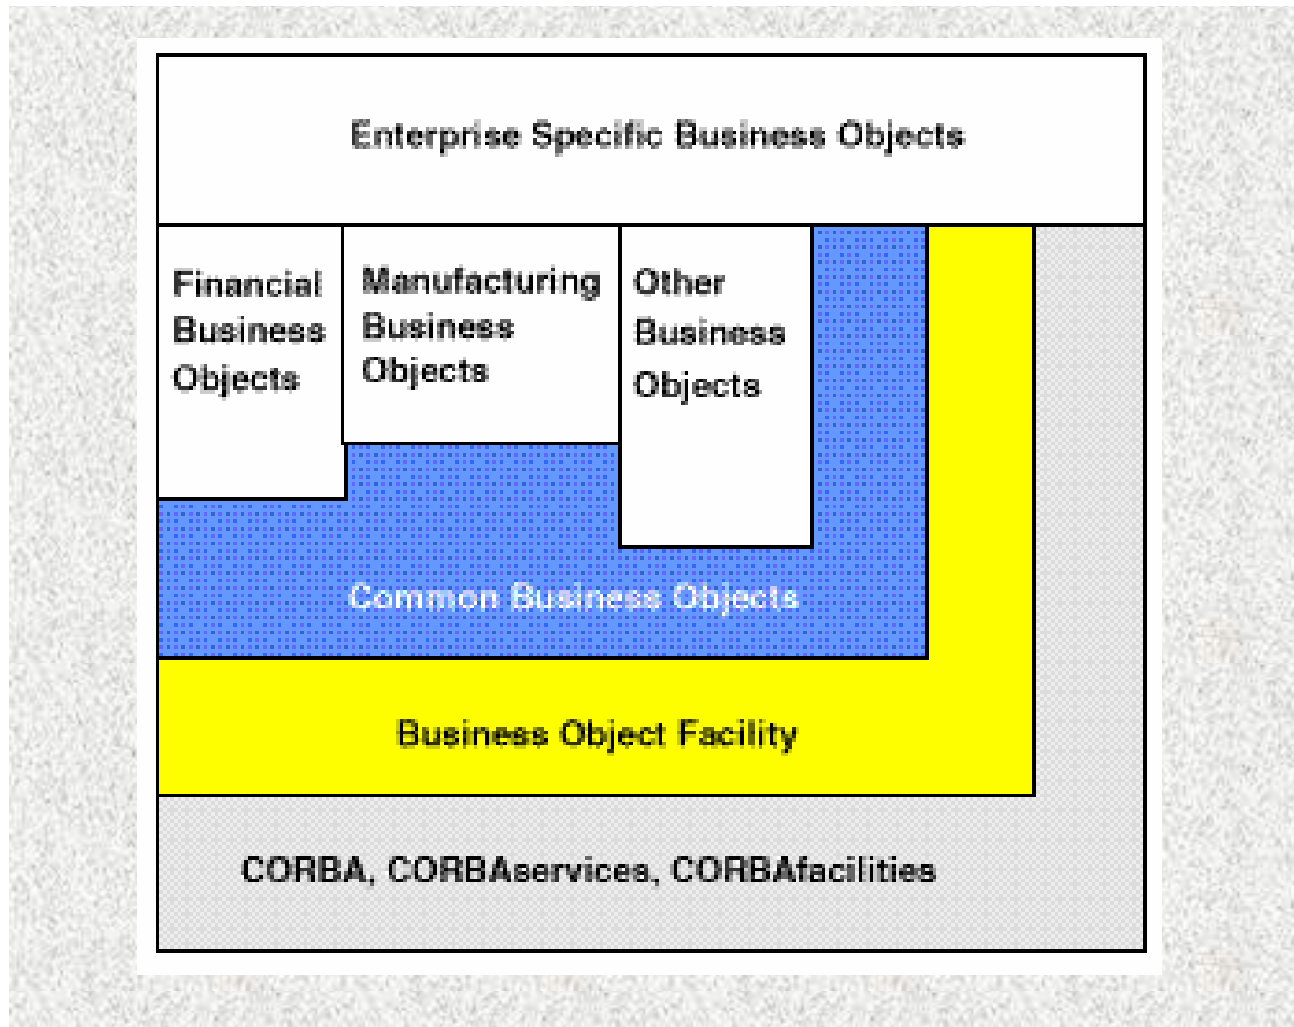 Enterprise Specific Business Objects
Financial
Business
Objects
Manufacturing
Business
Objects
Other
Business
Objects
Common Business Objects
Business Object Facility
CORBA, CORBAservices, CORBAfacilities